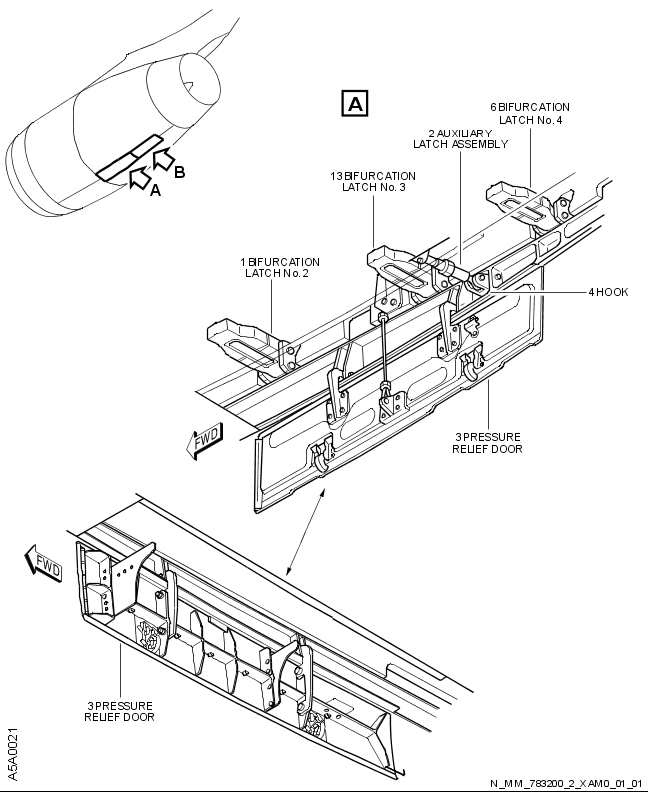 A
6 BIFURCATION
LATCH No. 4
2 AUXILIARY
LATCH ASSEMBLY
B
A
13 BIFURCATION
LATCH No. 3
1 BIFURCATION
LATCH No. 2
4 HOOK
FWD
3 PRESSURE
RELIEF DOOR
FWD
3 PRESSURE
RELIEF DOOR
A5A0021
N_MM_783200_2_XAM0_01_01